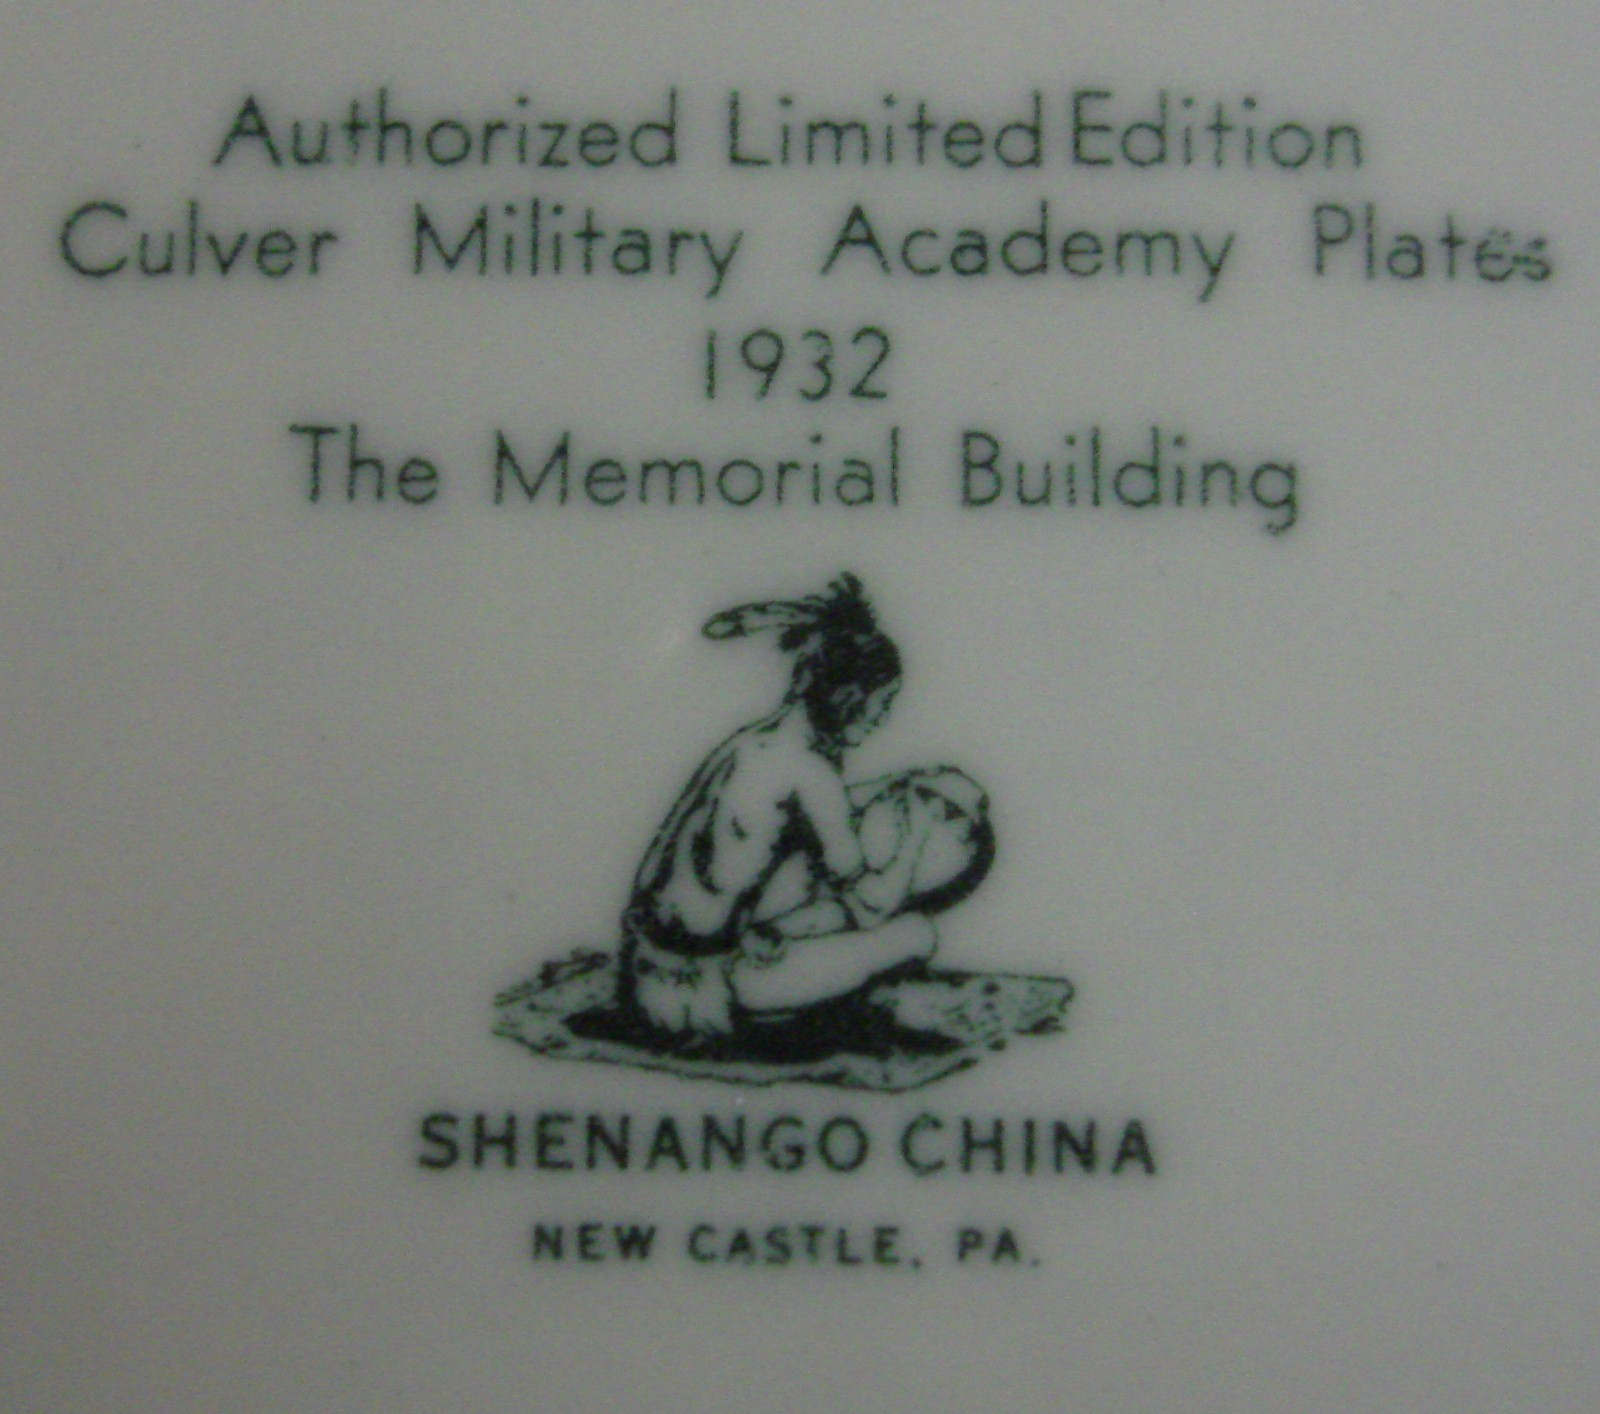 Authorized Limited Edition
Culver Military Academy Plates
1932
The Memorial Building
SHENANGO CHINA
NEW CASTLE, PA.